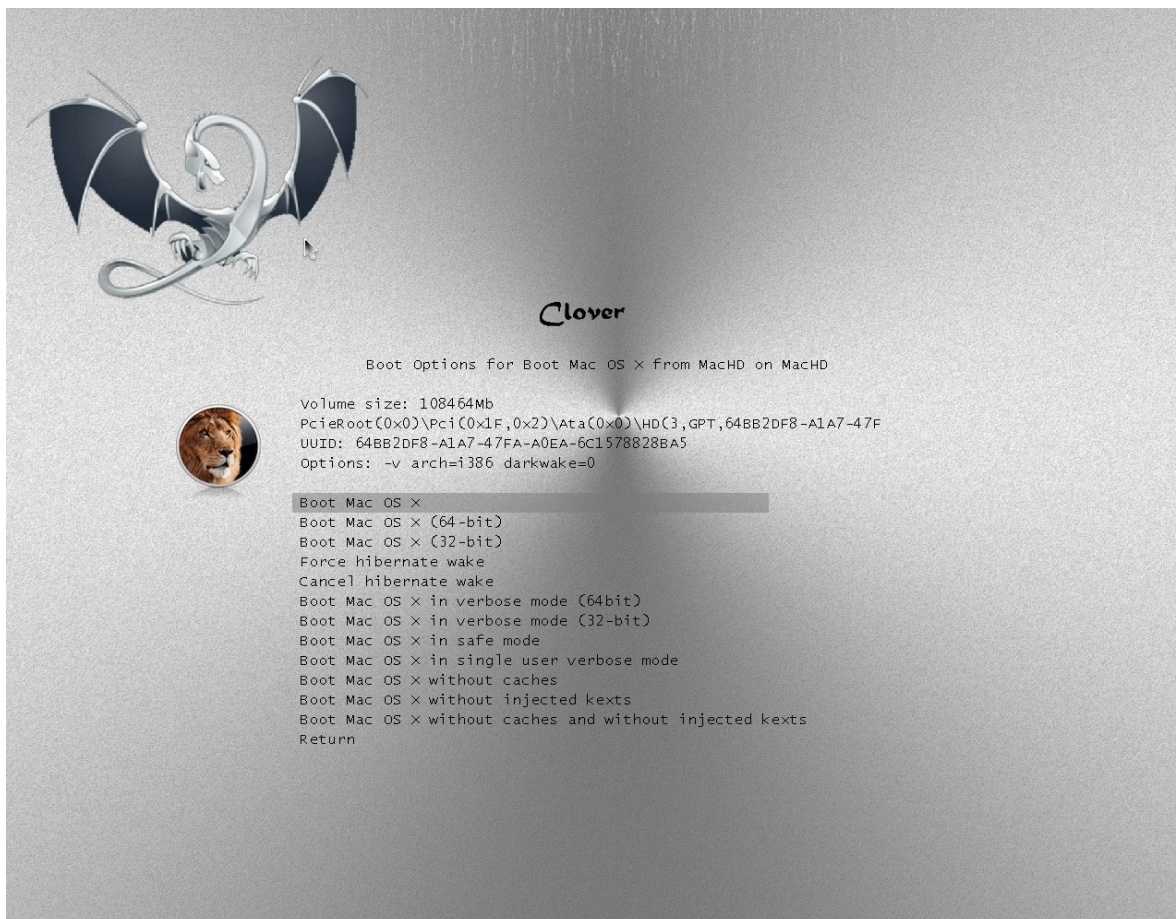 Clover
Boot Options for Boot Mac OS X from MacHD on MacHD
Volume size: 108464Mb
PcieRoot(0x0)\Pci(0x1F,0x2)\Ata(0x0)\HD(3,GPT,64BB2DF8-A1A7-47F
UUID: 64BB2DF8-A1A7-47FA-A0EA-6C1578828BA5
Options: -v arch=i386 darkwake=0
Boot Mac OS X
Boot Mac OS X (64-bit)
Boot Mac OS X (32-bit)
Force hibernate wake
Cancel hibernate wake
Boot Mac OS X in verbose mode (64bit)
Boot Mac OS X in verbose mode (32-bit)
Boot Mac OS X in safe mode
Boot Mac OS X in single user verbose mode
Boot Mac OS X without caches
Boot Mac OS X without injected kexts
Boot Mac OS X without caches and without injected kexts
Return